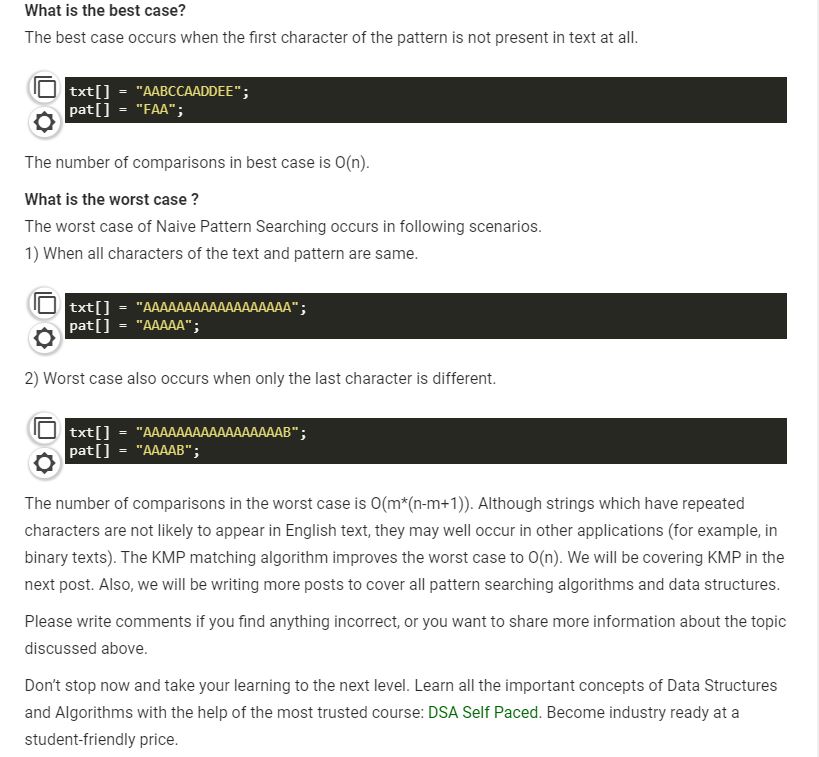 What is the best case?
The best case occurs when the first character of the pattern is not present in text at all.
txt[] = "AABCCAADDEE";
pat[] = "FAA";
The number of comparisons in best case is O(n).
What is the worst case ?
The worst case of Naive Pattern Searching occurs in following scenarios.
1) When all characters of the text and pattern are same.
txt[] = "AAAAAAAAAAAAAAAAAA";
pat[] = "AAAAA";
2) Worst case also occurs when only the last character is different.
txt[] = "AAAAAAAAAAAAAAAAAB";
pat[] = "AAAAB";
The number of comparisons in the worst case is O(m*(n-m+1)). Although strings which have repeated
characters are not likely to appear in English text, they may well occur in other applications (for example, in
binary texts). The KMP matching algorithm improves the worst case to O(n). We will be covering KMP in the
next post. Also, we will be writing more posts to cover all pattern searching algorithms and data structures.
Please write comments if you find anything incorrect, or you want to share more information about the topic
discussed above.
Don’t stop now and take your learning to the next level. Learn all the important concepts of Data Structures
and Algorithms with the help of the most trusted course: DSA Self Paced. Become industry ready at a
student-friendly price.